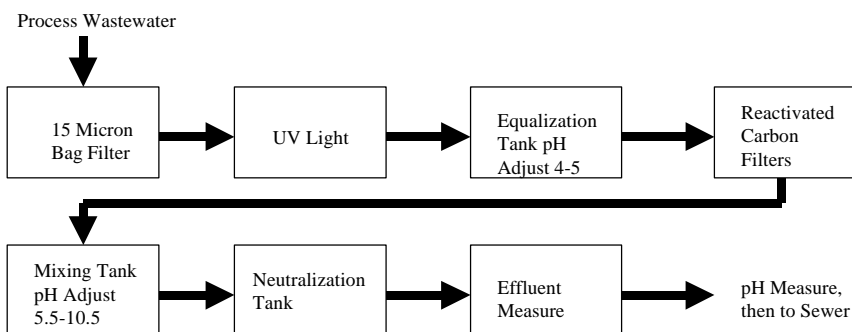 Process Wastewater
15 Micron
Bag Filter
UV Light
Equalization
Tank pH
Adjust 4-5
Reactivated
Carbon
Filters
Mixing Tank
pH Adjust
5.5-10.5
Neutralization
Tank
Effluent
Measure
pH Measure,
then to Sewer